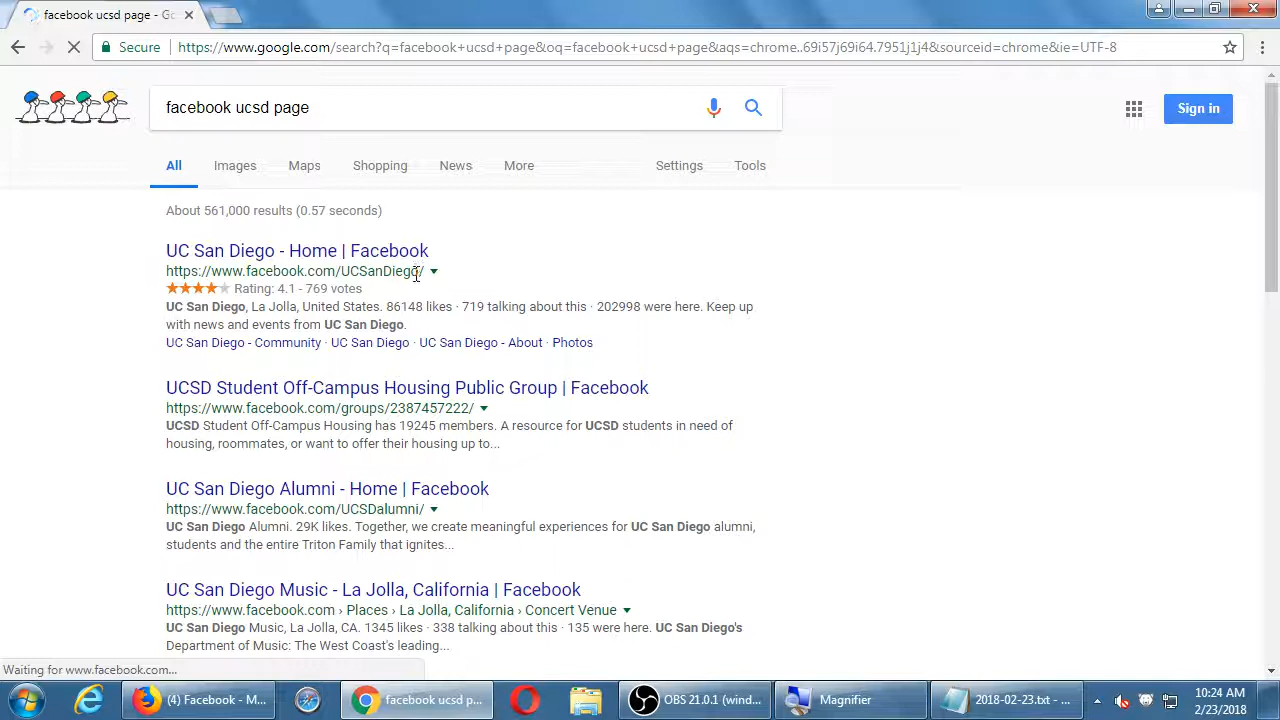 facebook ucsd page - Go
Secure
https://www.google.com/search?q=facebook+ucsd+page&oq=facebook+ucsd+page&aqs=chrome.69i57j69i64.7951j1j4&sourceid=chrome&ie=UTF-8
facebook ucsd page
Sign in
All
Images
Maps
Shopping
News
More
Settings
Tools
About 561,000 results (0.57 seconds)
UC San Diego - Home | Facebook
https://www.facebook.com/UCSanDiego/
Rating: 4.1 - 769 votes
UC San Diego, La Jolla, United States. 86148 likes · 719 talking about this · 202998 were here. Keep up
with news and events from UC San Diego.
UC San Diego - Community · UC San Diego · UC San Diego - About · Photos
UCSD Student Off-Campus Housing Public Group | Facebook
https://www.facebook.com/groups/2387457222/
UCSD Student Off-Campus Housing has 19245 members. A resource for UCSD students in need of
housing, roommates, or want to offer their housing up to...
UC San Diego Alumni - Home | Facebook
https://www.facebook.com/UCSDalumni/
UC San Diego Alumni. 29K likes. Together, we create meaningful experiences for UC San Diego alumni,
students and the entire Triton Family that ignites...
UC San Diego Music - La Jolla, California | Facebook
https://www.facebook.com › Places › La Jolla, California › Concert Venue
UC San Diego Music, La Jolla, CA. 1345 likes · 338 talking about this · 135 were here. UC San Diego's
Department of Music: The West Coast's leading...
Waiting for www.facebook.com...
(4) Facebook - M...
facebook ucsd p...
OBS 21.0.1 (wind...
Magnifier
2018-02-23.txt - ...
10:24 AM
2/23/2018